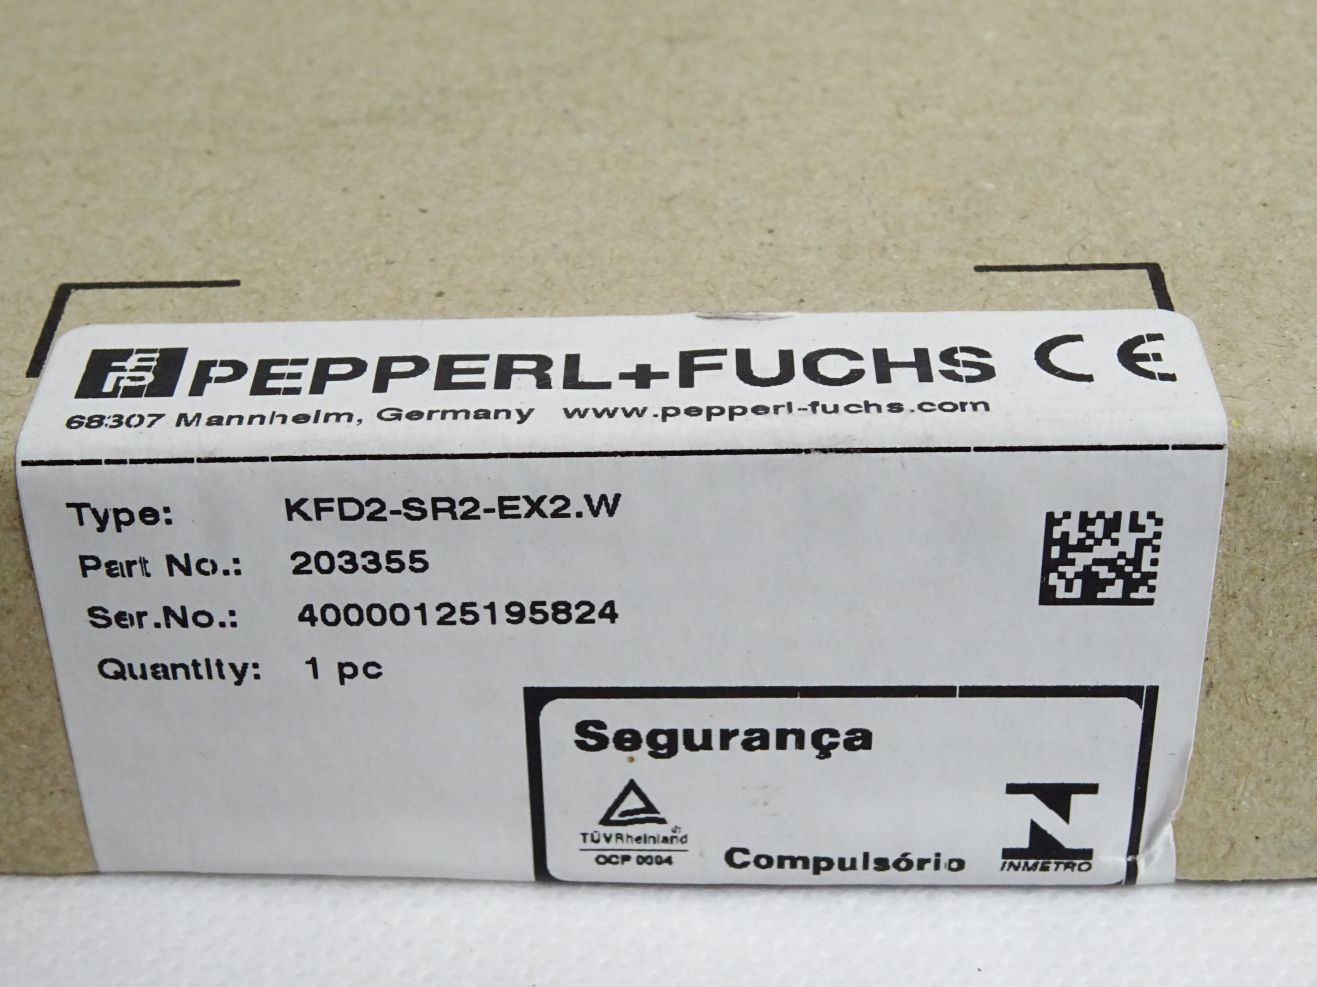 PEPPERL+FUCHS CE
68307 Mannheim, Germany www.pepperl-fuchs.com
Type: KFD2-SR2-EX2.W
Part No.: 203355
Ser.No.: 40000125195824
Quantity: 1 pc
Segurança
TÜVRheinland
OCP 0004
Compulsório
INMETRO